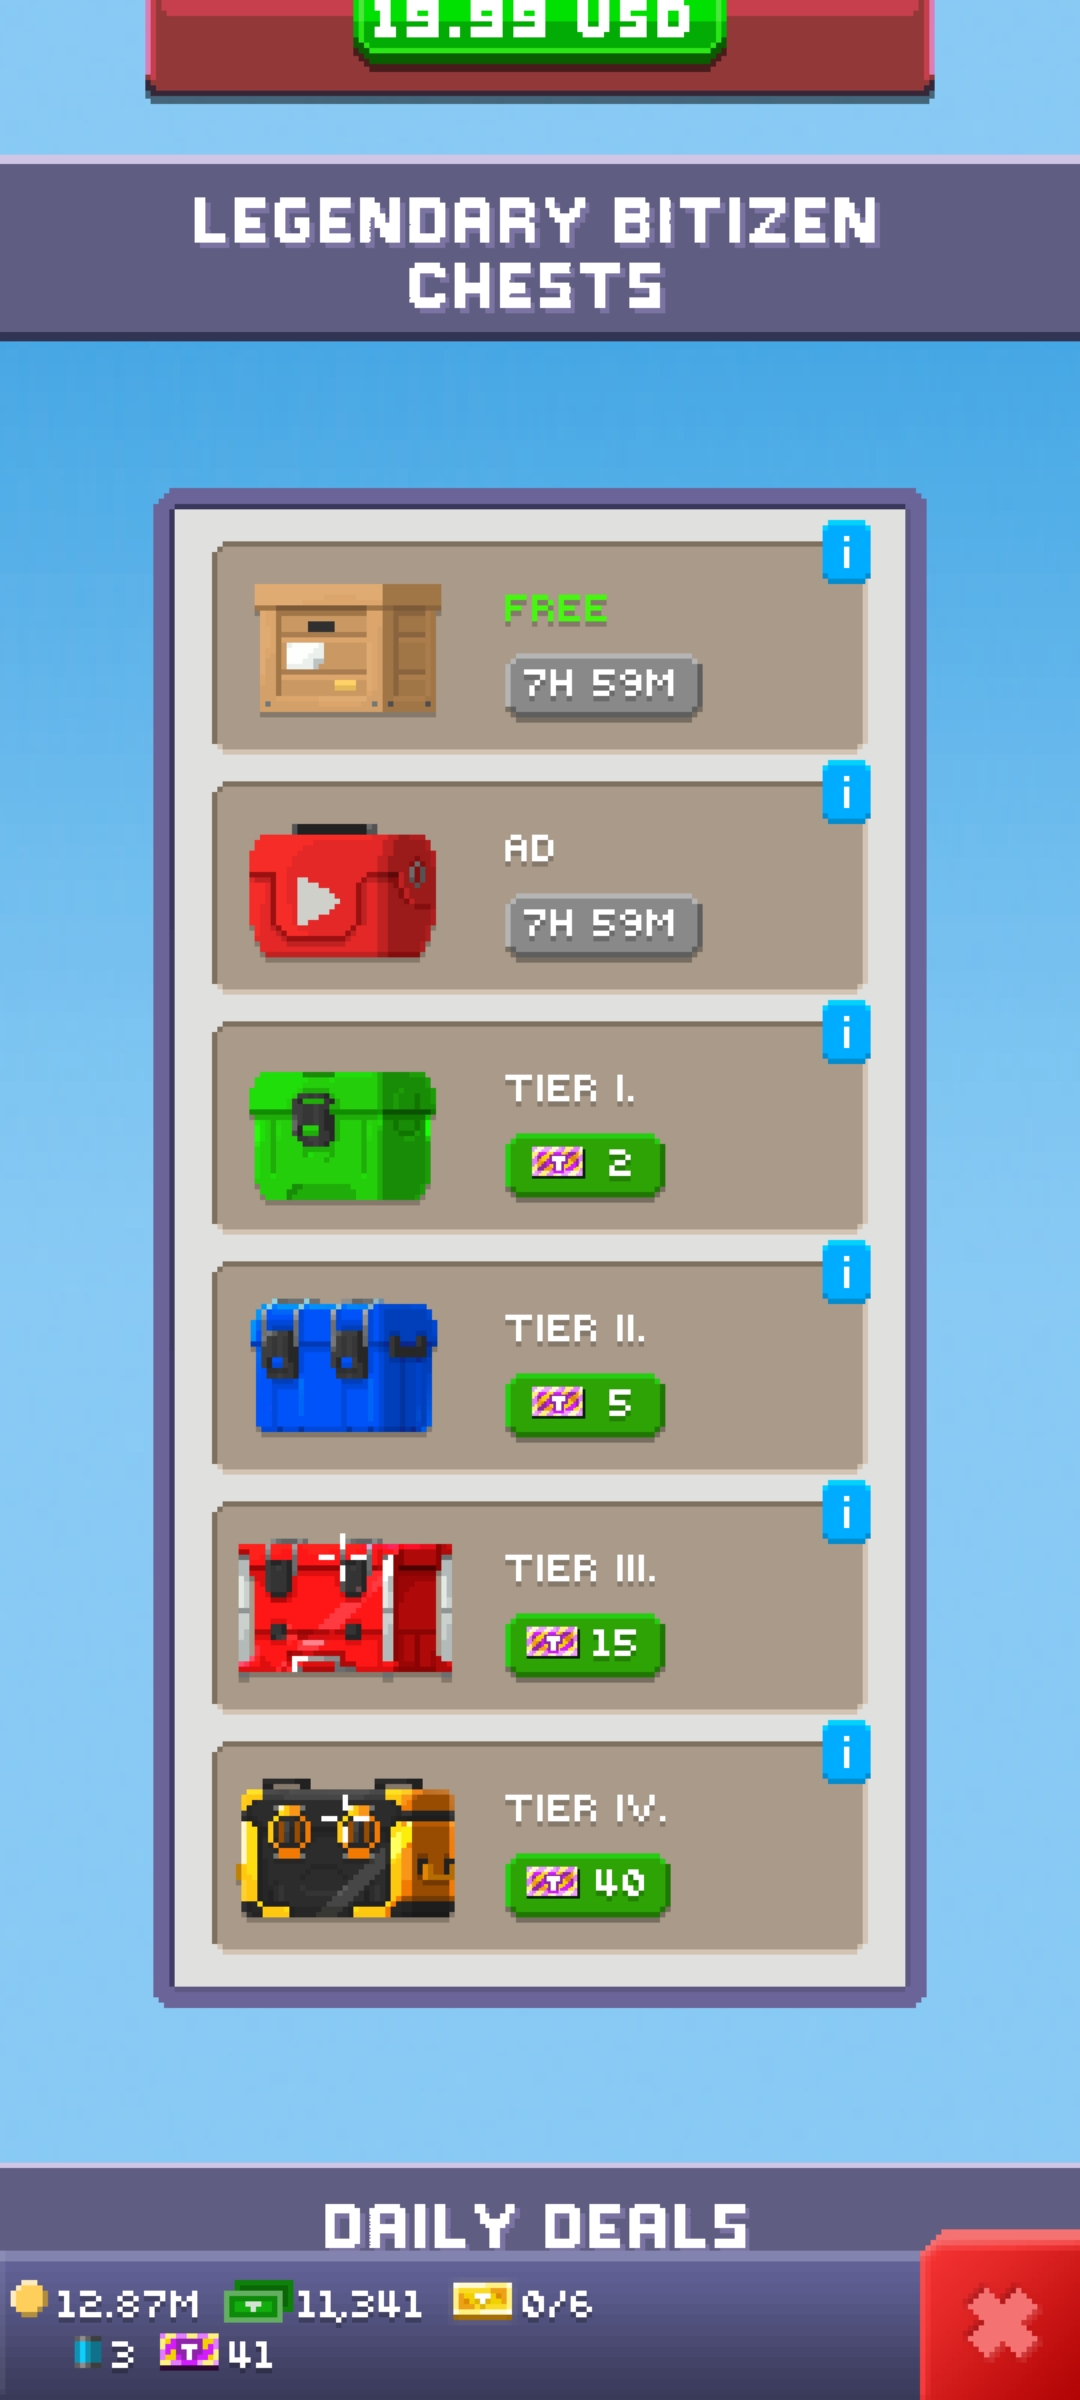 19.99 USD
LEGENDARY BITIZEN
CHESTS
i
FREE
7H 59M
i
AD
7H 59M
i
TIER I.
T 2
i
TIER II.
T 5
i
TIER III.
T 15
i
TIER IV.
T 40
DAILY DEALS
12.87M T 11,341 T 0/6
3 T 41